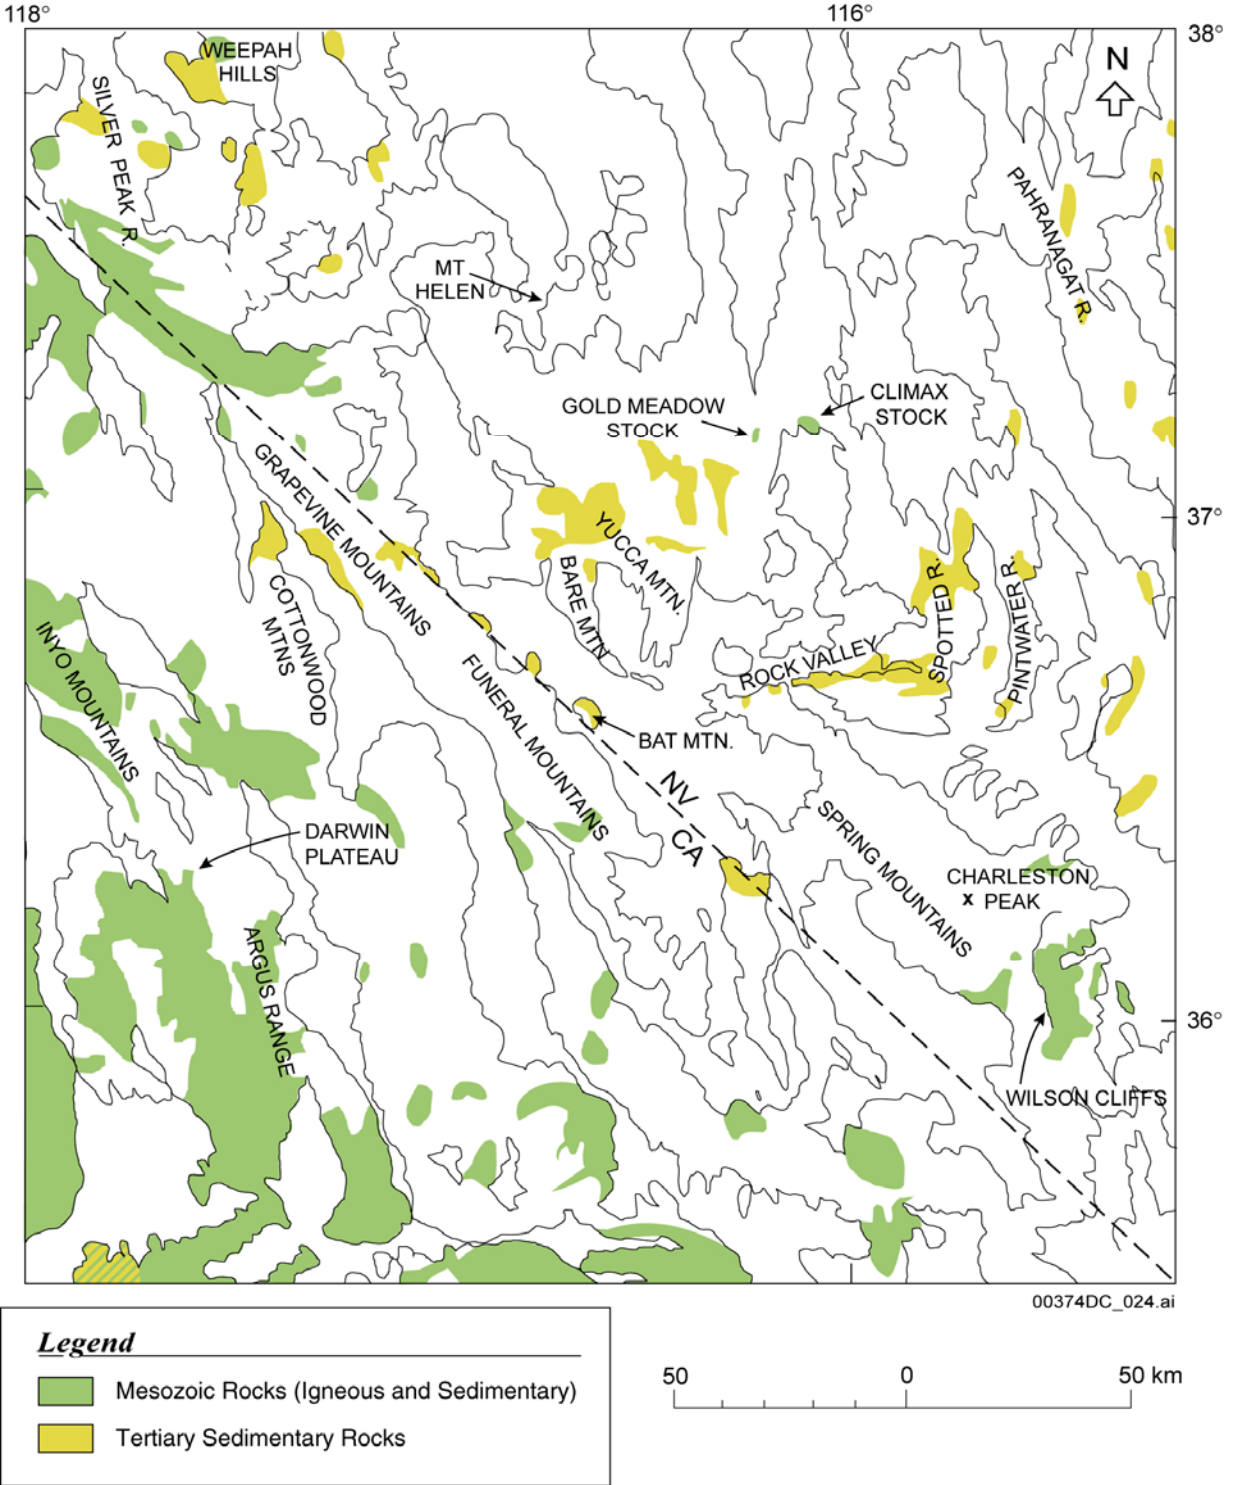 118°
116°
38°
WEEPAH
HILLS
N
SILVER PEAK R.
PAHRANAGAT R.
MT
HELEN
CLIMAX
STOCK
GOLD MEADOW
STOCK
GRAPEVINE MOUNTAINS
37°
YUCCA MTN.
BARE MTN
COTTONWOOD
MTNS
SPOTTED R.
PINTWATER R.
INYO MOUNTAINS
ROCK VALLEY
FUNERAL MOUNTAINS
BAT MTN.
NV
CA
SPRING MOUNTAINS
DARWIN
PLATEAU
CHARLESTON
x PEAK
ARGUS RANGE
36°
WILSON CLIFFS
00374DC_024.ai
Legend
Mesozoic Rocks (Igneous and Sedimentary)
Tertiary Sedimentary Rocks
50 0 50 km